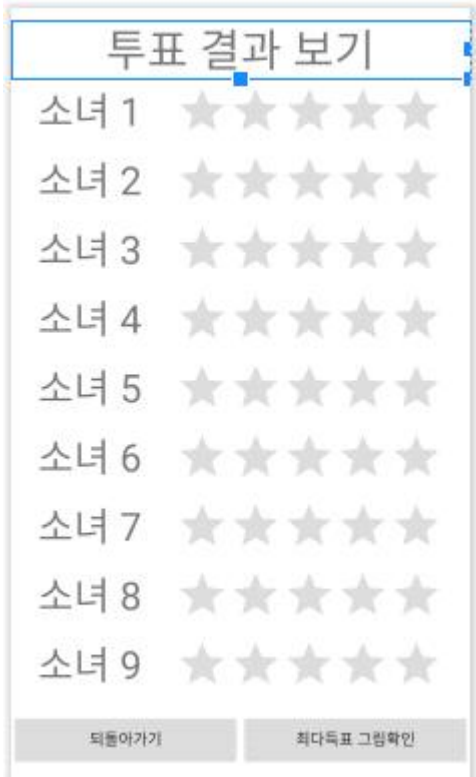 투표 결과 보기
소녀 1
소녀 2
소녀 3
소녀 4
소녀 5
소녀 6
소녀 7
소녀 8
소녀 9
되돌아가기 최다득표 그림확인